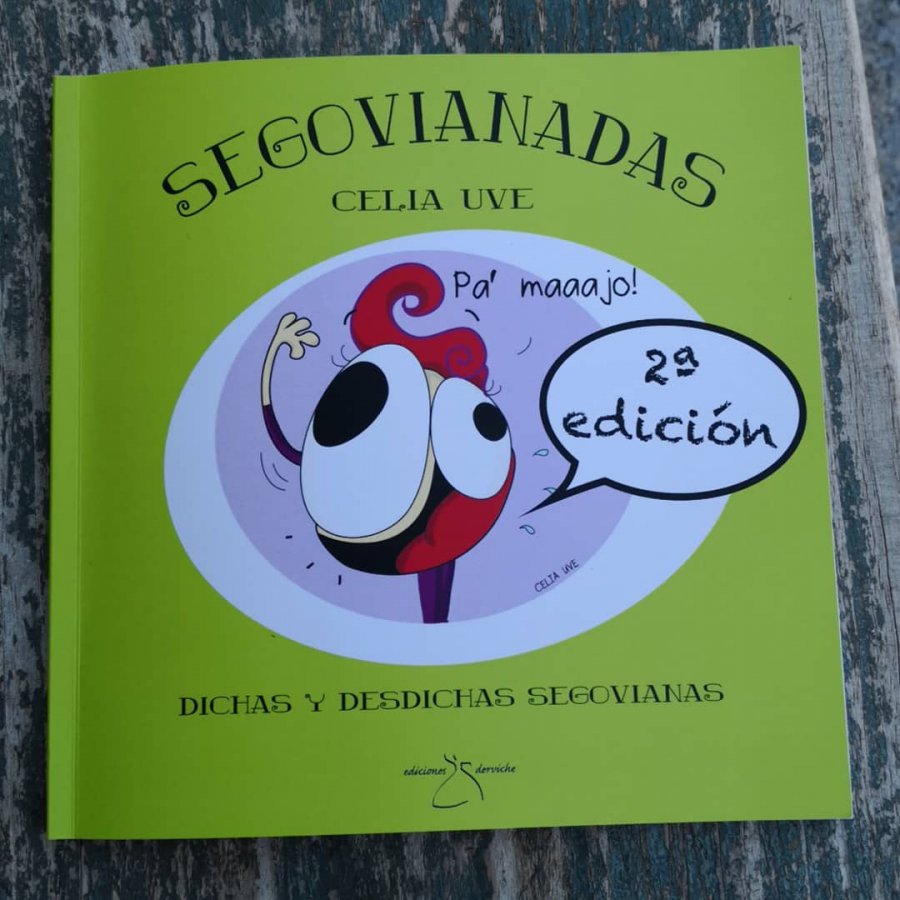 SEGOVIANADAS
CELIA UVE
Pa' maaajo!
2ª
edición
CELIA UVE
DICHAS Y DESDICHAS SEGOVIANAS
ediciones derviche